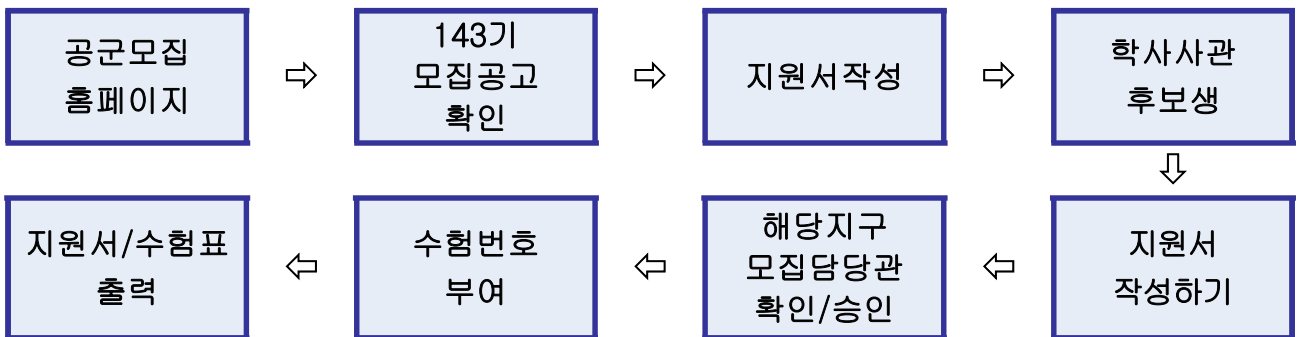 공군모집
홈페이지
143기
모집공고
확인
지원서작성
학사사관
후보생
지원서
작성하기
해당지구
모집담당관
확인/승인
수험번호
부여
지원서/수험표
출력